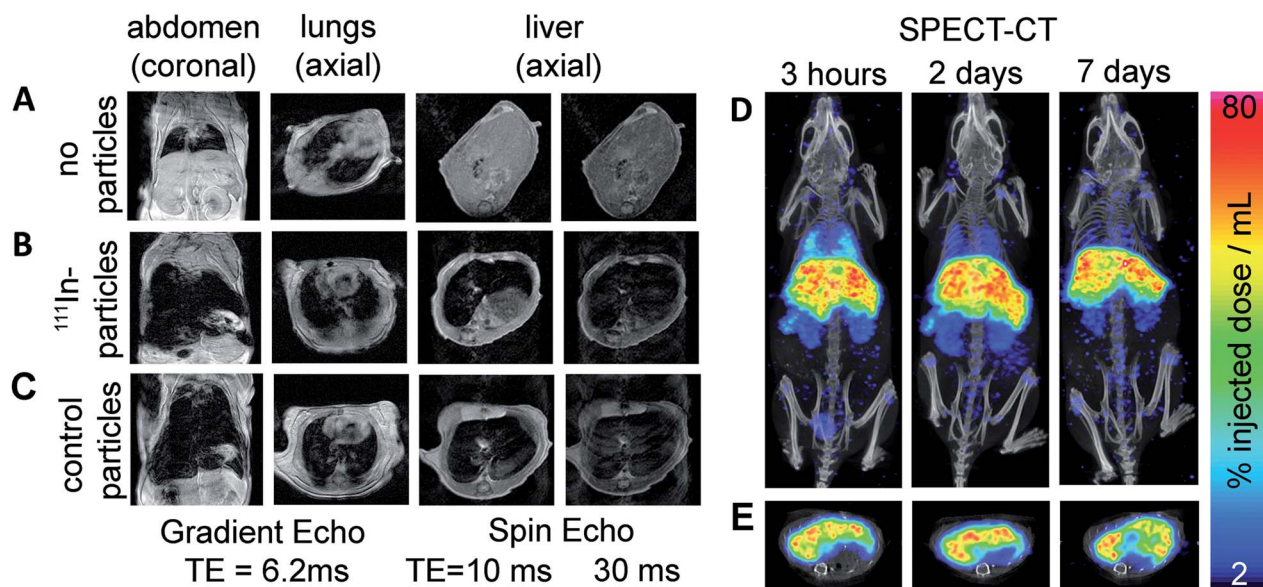 abdomen
(coronal)
lungs
(axial)
liver
(axial)
A
no
particles
B
¹¹¹In-
particles
C
control
particles
Gradient Echo
TE = 6.2ms
Spin Echo
TE=10 ms
30 ms
SPECT-CT
3 hours
2 days
7 days
D
E
80
% injected dose / mL
2